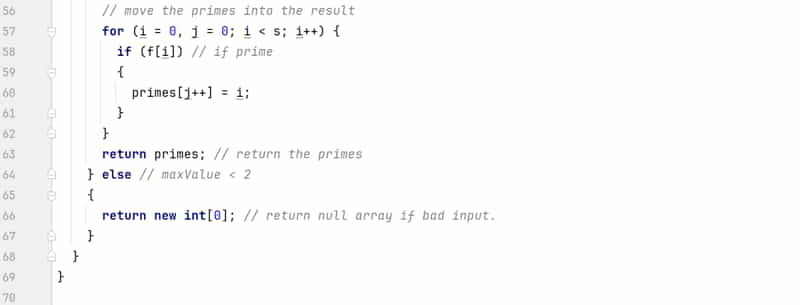 56 // move the primes into the result
57 for (i = 0, j = 0; i < s; i++) {
58 if (f[i]) // if prime
59 {
60 primes[j++] = i;
61 }
62 }
63 return primes; // return the primes
64 } else // maxValue < 2
65 {
66 return new int[0]; // return null array if bad input.
67 }
68 }
69 }
70